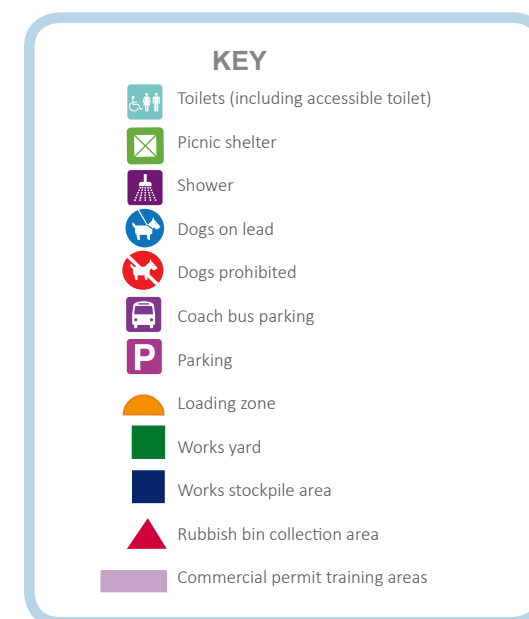 KEY
Toilets (including accessible toilet)
Picnic shelter
Shower
Dogs on lead
Dogs prohibited
Coach bus parking
P Parking
Loading zone
Works yard
Works stockpile area
Rubbish bin collection area
Commercial permit training areas